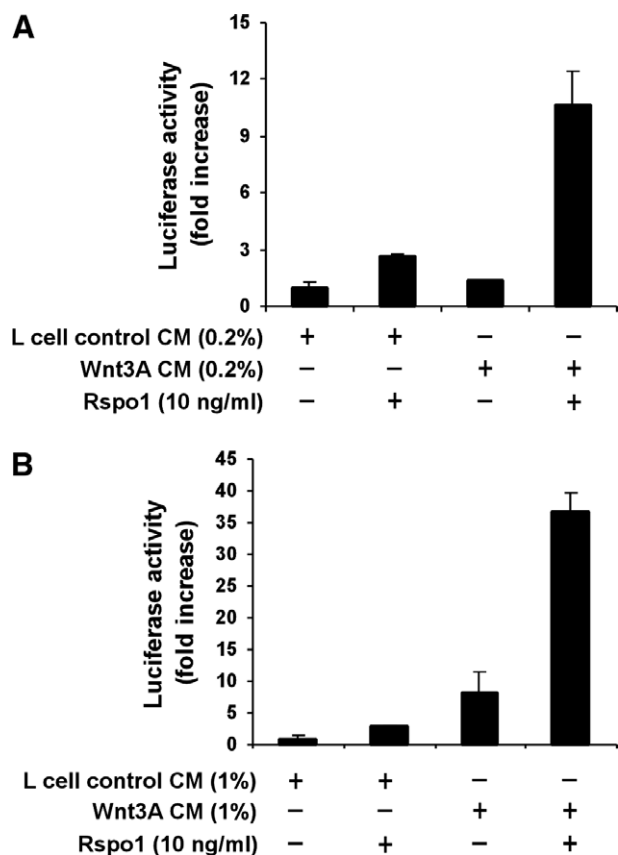 A
Luciferase activity
(fold increase)
15
12
9
6
3
0
L cell control CM (0.2%) + + – –
Wnt3A CM (0.2%) – – + +
Rspo1 (10 ng/ml) – + – +
B
Luciferase activity
(fold increase)
45
40
35
30
25
20
15
10
5
0
L cell control CM (1%) + + – –
Wnt3A CM (1%) – – + +
Rspo1 (10 ng/ml) – + – +